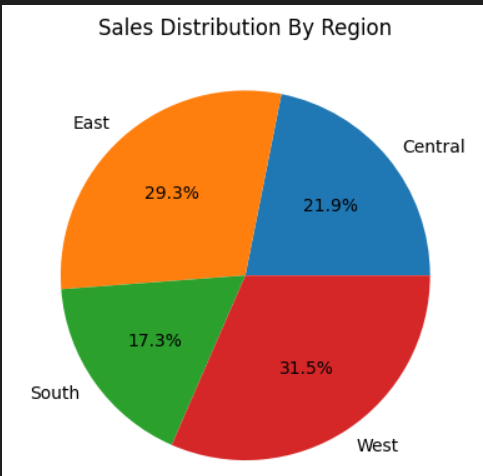 Sales Distribution By Region
East
Central
29.3%
21.9%
17.3%
31.5%
South
West